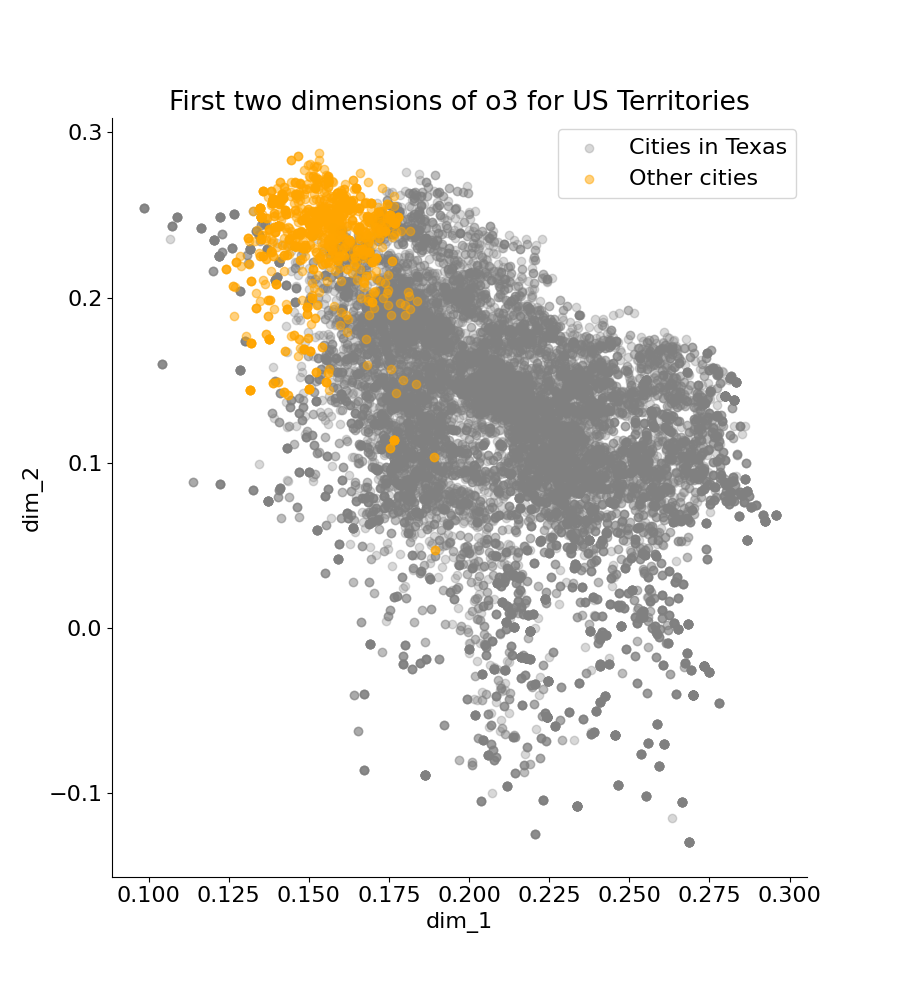 First two dimensions of o3 for US Territories
Cities in Texas
Other cities
0.3
0.2
0.1
0.0
−0.1
dim_2
0.100 0.125 0.150 0.175 0.200 0.225 0.250 0.275 0.300
dim_1